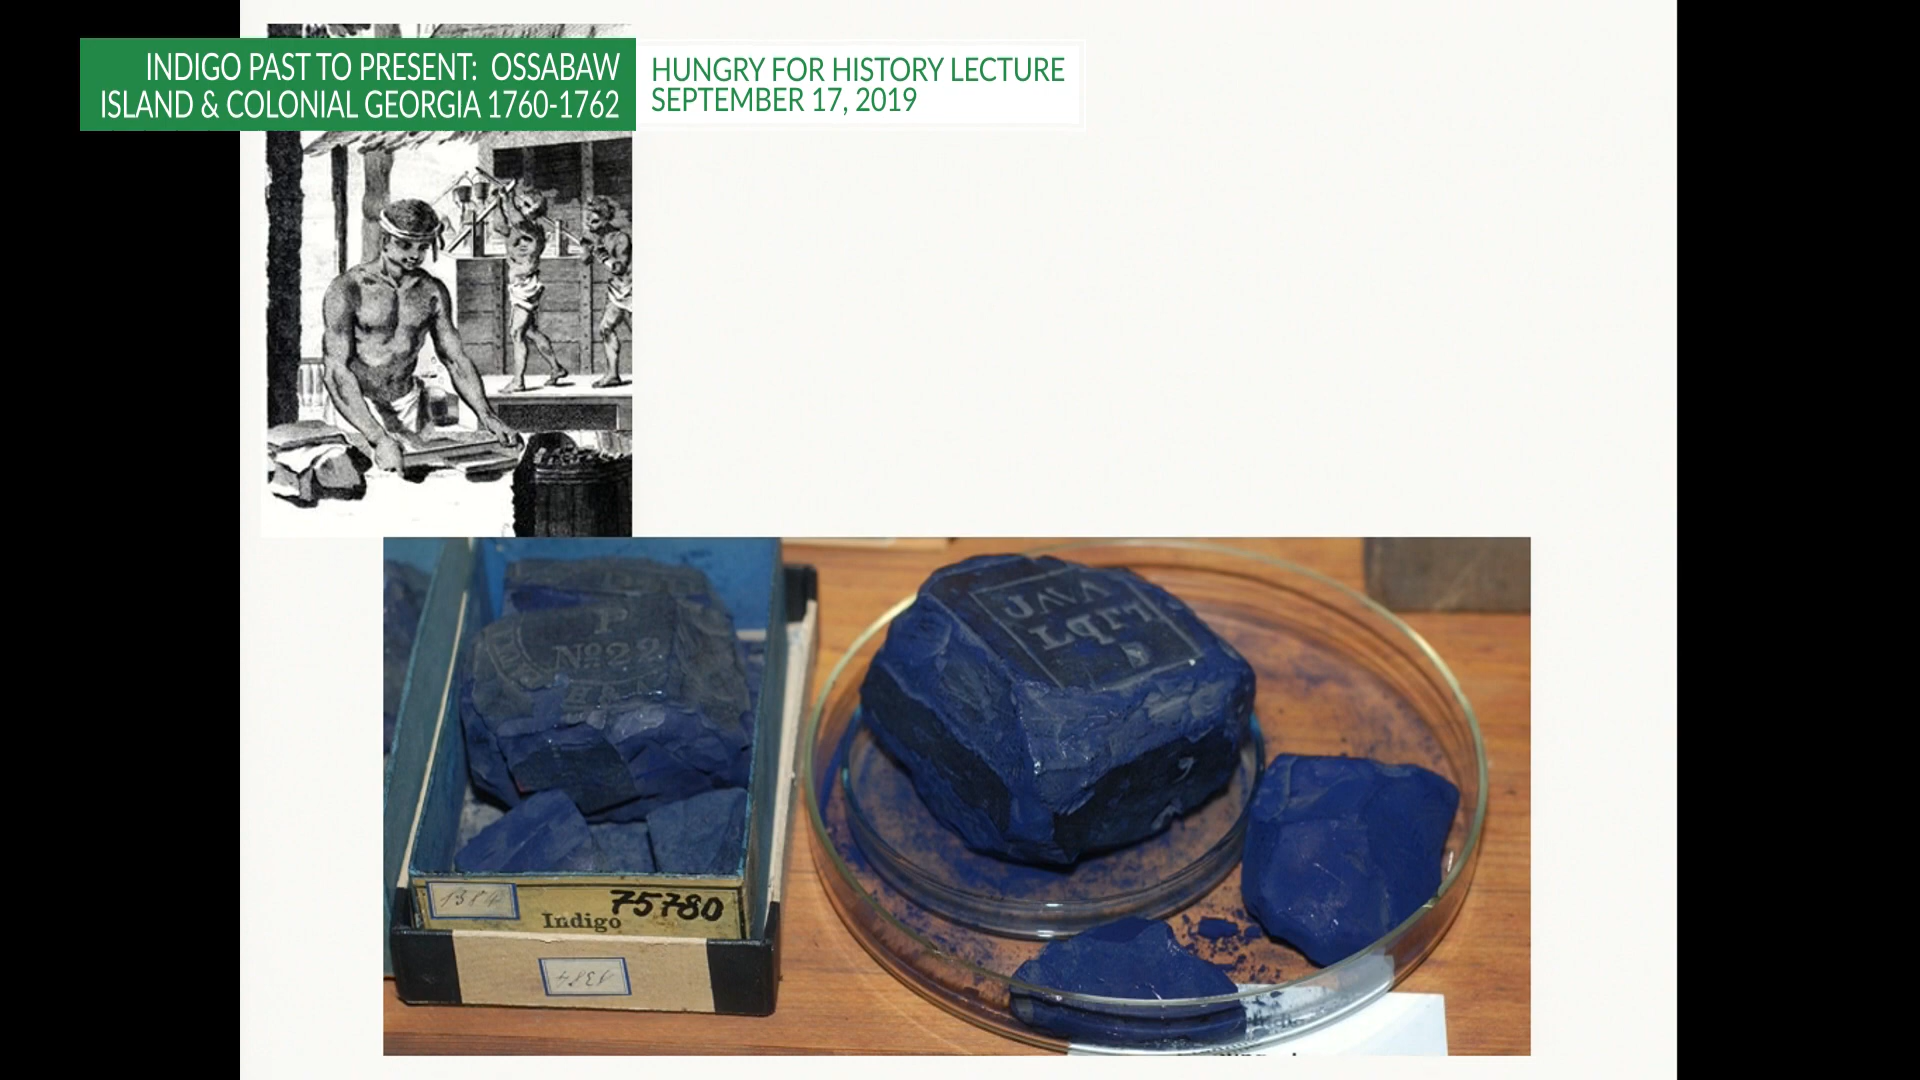 INDIGO PAST TO PRESENT: OSSABAW
ISLAND & COLONIAL GEORGIA 1760-1762
HUNGRY FOR HISTORY LECTURE
SEPTEMBER 17, 2019
P
Nº22
JAVA
75780
Indigo